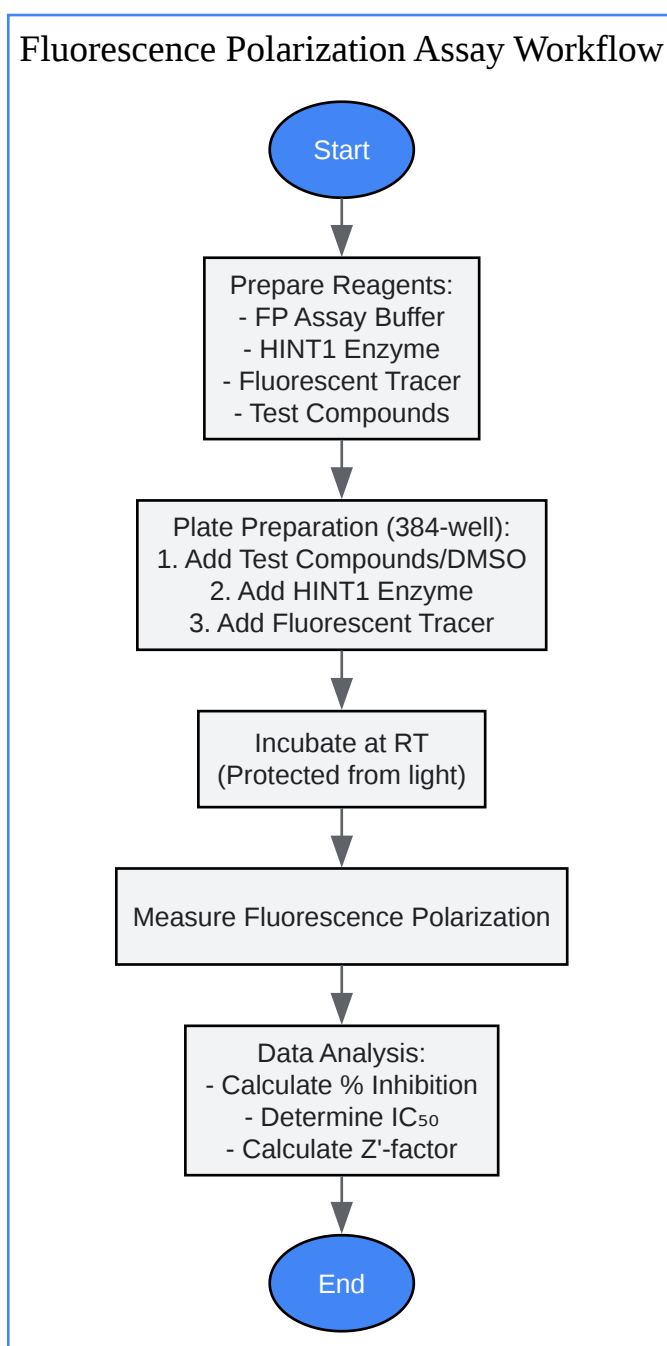 Fluorescence Polarization Assay Workflow
Start
Prepare Reagents:
- FP Assay Buffer
- HINT1 Enzyme
- Fluorescent Tracer
- Test Compounds
Plate Preparation (384-well):
1. Add Test Compounds/DMSO
2. Add HINT1 Enzyme
3. Add Fluorescent Tracer
Incubate at RT
(Protected from light)
Measure Fluorescence Polarization
Data Analysis:
- Calculate % Inhibition
- Determine IC₅₀
- Calculate Z'-factor
End